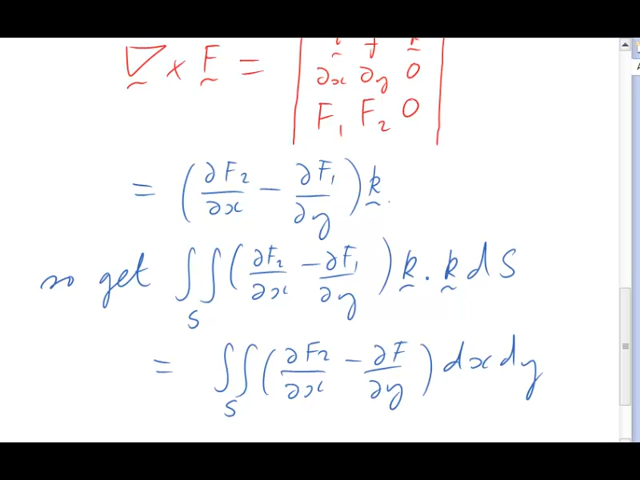 i j k
∇ × F = | ∂x ∂y 0 |
F₁ F₂ 0
= (∂F₂/∂x − ∂F₁/∂y) k
so get ∬_S (∂F₂/∂x − ∂F₁/∂y) k . k dS
= ∬_S (∂F₂/∂x − ∂F/∂y) dx dy